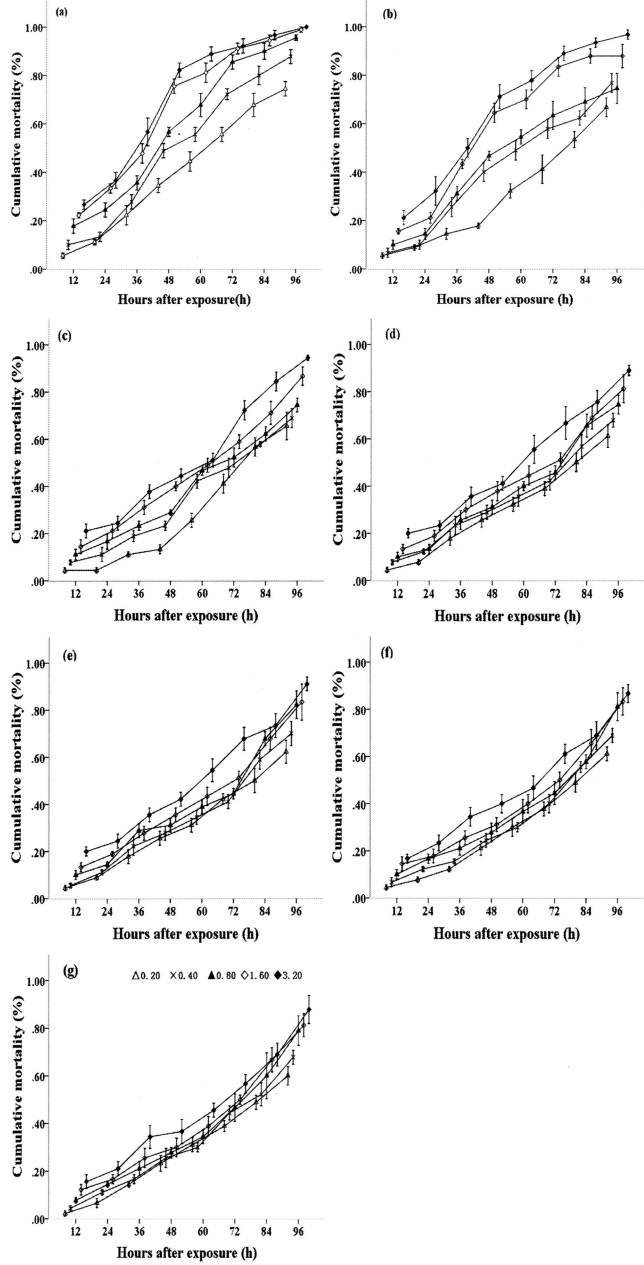 (a)
Cumulative mortality (%)
1.00
.80
.60
.40
.20
.00
12 24 36 48 60 72 84 96
Hours after exposure(h)
(b)
Cumulative mortality (%)
1.00
.80
.60
.40
.20
.00
12 24 36 48 60 72 84 96
Hours after exposure(h)
(c)
Cumulative mortality (%)
1.00
.80
.60
.40
.20
.00
12 24 36 48 60 72 84 96
Hours after exposure (h)
(d)
Cumulative mortality (%)
1.00
.80
.60
.40
.20
.00
12 24 36 48 60 72 84 96
Hours after exposure (h)
(e)
Cumulative mortality (%)
1.00
.80
.60
.40
.20
.00
12 24 36 48 60 72 84 96
Hours after exposure (h)
(f)
Cumulative mortality (%)
1.00
.80
.60
.40
.20
.00
12 24 36 48 60 72 84 96
Hours after exposure (h)
(g)
△0.20 ×0.40 ▲0.80 ◇1.60 ◆3.20
Cumulative mortality (%)
1.00
.80
.60
.40
.20
.00
12 24 36 48 60 72 84 96
Hours after exposure (h)